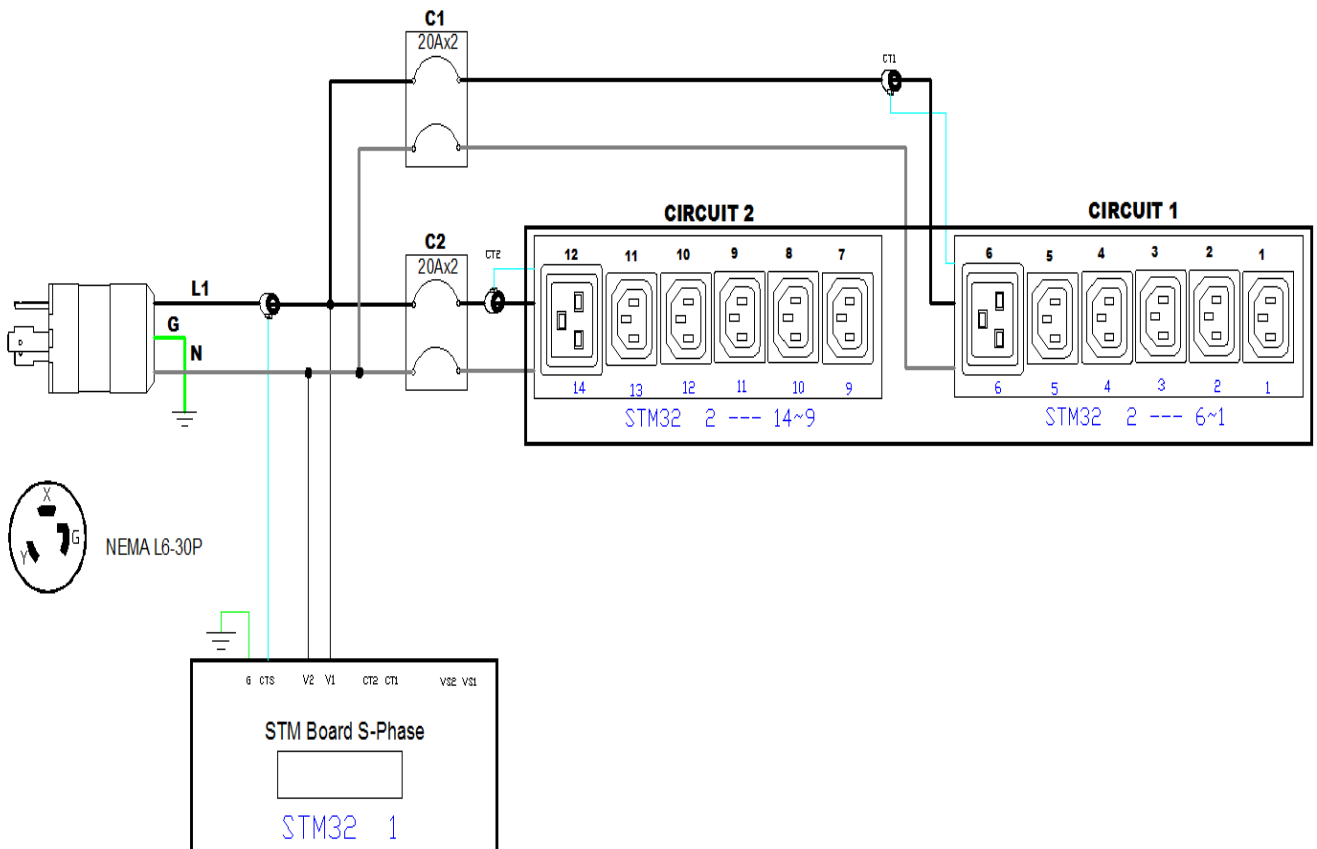 C1
20Ax2
CT1
CIRCUIT 2
CIRCUIT 1
C2
20Ax2
CT2
12 11 10 9 8 7
6 5 4 3 2 1
L1
G
N
14 13 12 11 10 9
6 5 4 3 2 1
STM32 2 --- 14~9
STM32 2 --- 6~1
X
G
Y
NEMA L6-30P
G CTS V2 V1 CT2 CT1 VS2 VS1
STM Board S-Phase
STM32 1